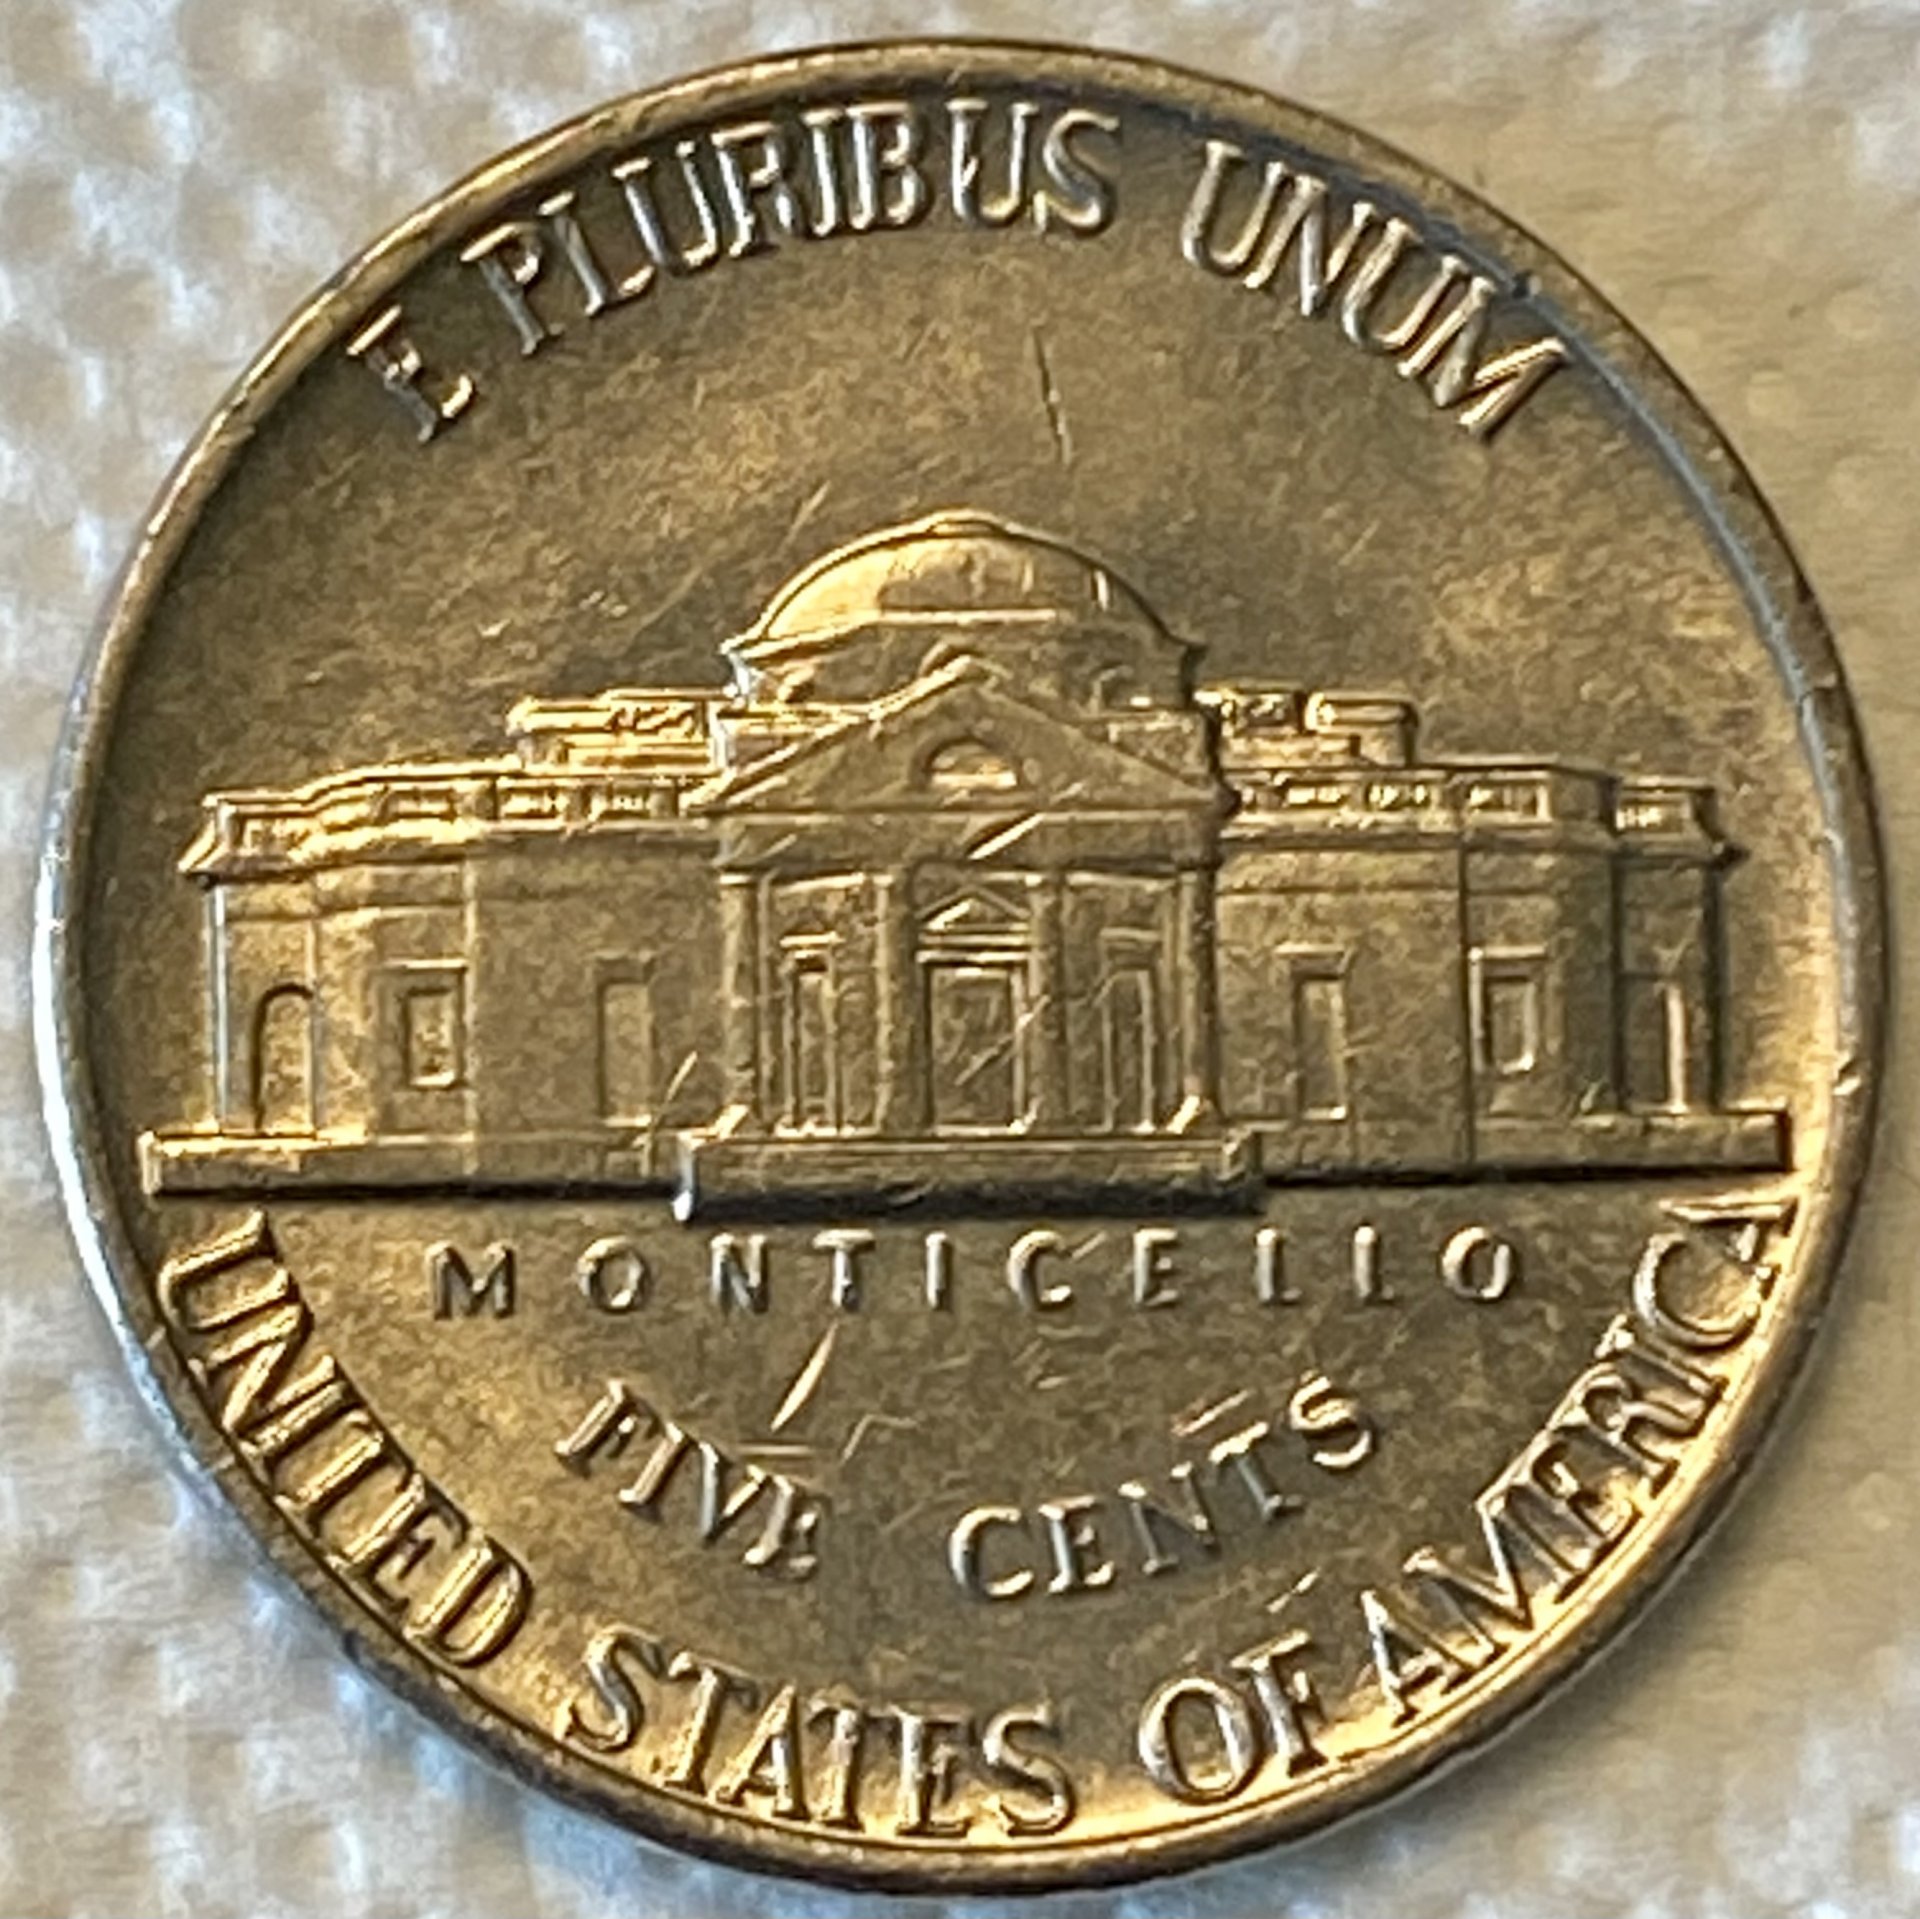 E PLURIBUS UNUM
MONTICELLO
FIVE CENTS
UNITED STATES OF AMERICA